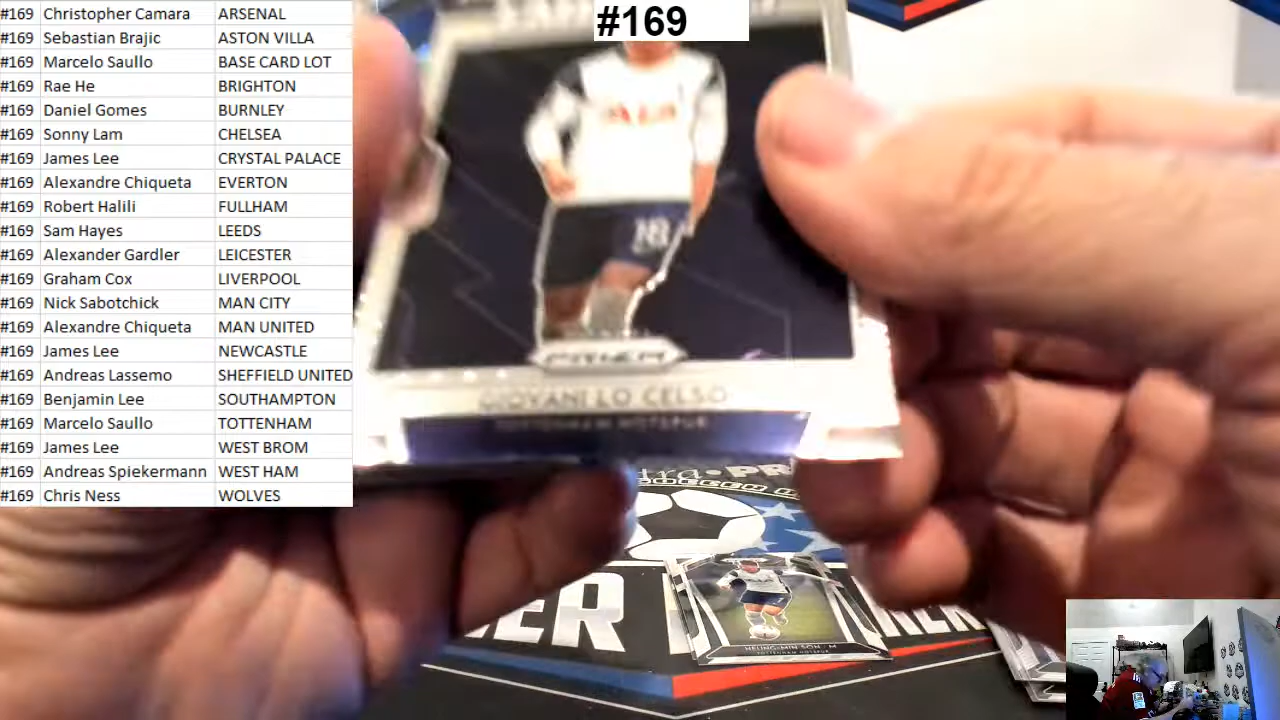 #169
#169 Christopher Camara ARSENAL
#169 Sebastian Brajic ASTON VILLA
#169 Marcelo Saullo BASE CARD LOT
#169 Rae He BRIGHTON
#169 Daniel Gomes BURNLEY
#169 Sonny Lam CHELSEA
#169 James Lee CRYSTAL PALACE
#169 Alexandre Chiqueta EVERTON
#169 Robert Halili FULLHAM
#169 Sam Hayes LEEDS
#169 Alexander Gardler LEICESTER
#169 Graham Cox LIVERPOOL
#169 Nick Sabotchick MAN CITY
#169 Alexandre Chiqueta MAN UNITED
#169 James Lee NEWCASTLE
#169 Andreas Lassemo SHEFFIELD UNITED
#169 Benjamin Lee SOUTHAMPTON
#169 Marcelo Saullo TOTTENHAM
#169 James Lee WEST BROM
#169 Andreas Spiekermann WEST HAM
#169 Chris Ness WOLVES
PRIZM
GIOVANI LO CELSO
TOTTENHAM HOTSPUR
SOCCER
HEUNG-MIN SON
TOTTENHAM HOTSPUR